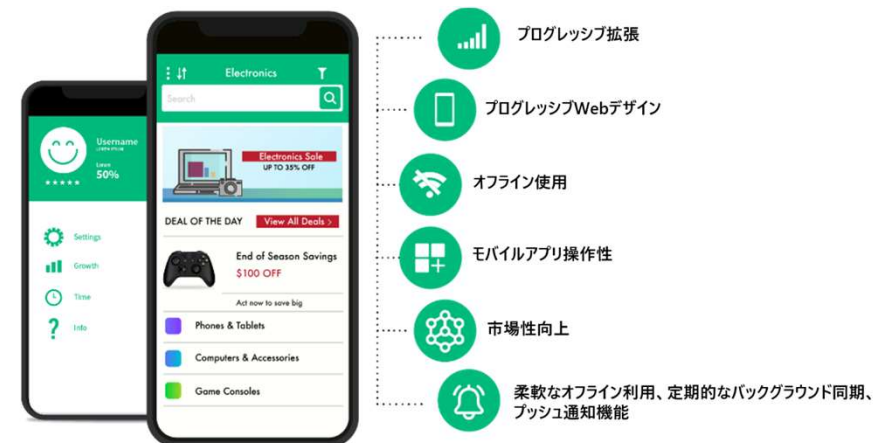 Username
LOREM IPSUM
50%
Settings
Growth
Time
Info
Electronics
Search
Electronics Sale
UP TO 35% OFF
DEAL OF THE DAY
View All Deals >
End of Season Savings
$100 OFF
Act now to save big
Phones & Tablets
Computers & Accessories
Game Consoles
プログレッシブ拡張
プログレッシブWebデザイン
オフライン使用
モバイルアプリ操作性
市場性向上
柔軟なオフライン利用、定期的なバックグラウンド同期、
プッシュ通知機能